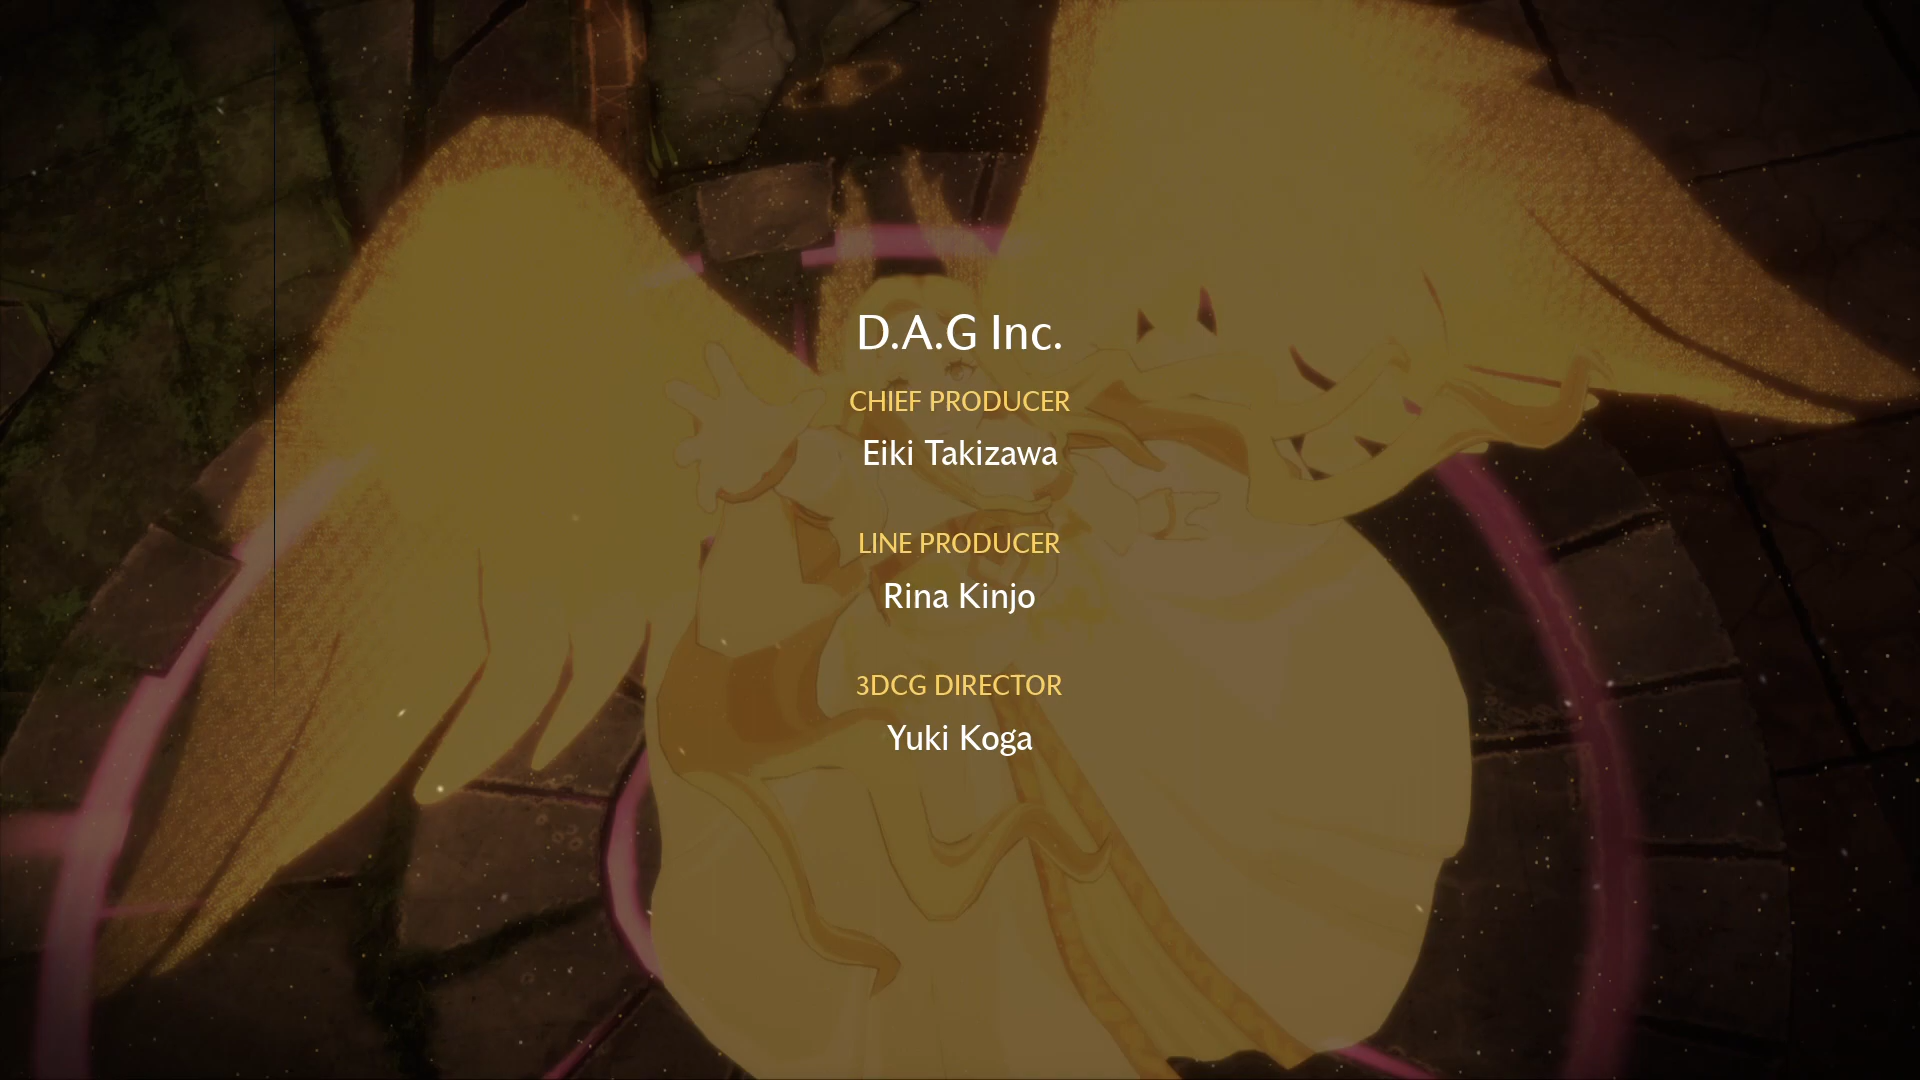 D.A.G Inc.
CHIEF PRODUCER
Eiki Takizawa
LINE PRODUCER
Rina Kinjo
3DCG DIRECTOR
Yuki Koga